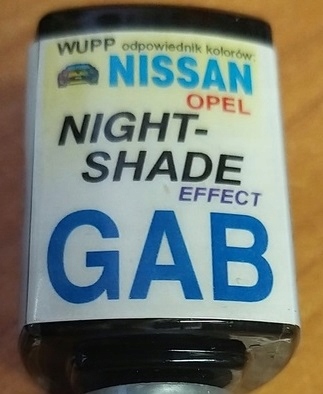 WUPP odpowiednik kolorów:
NISSAN
OPEL
NIGHT-
SHADE
EFFECT
GAB